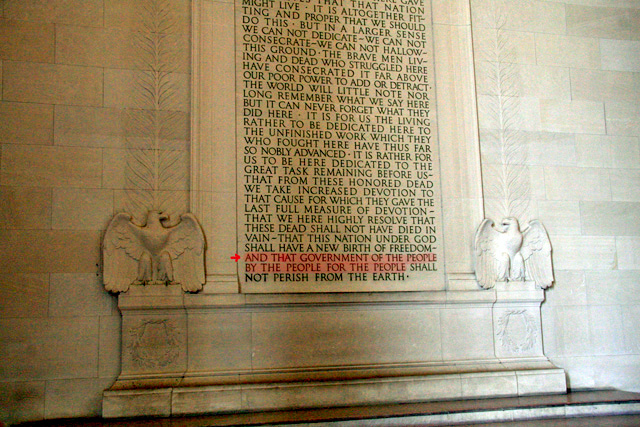 MIGHT LIVE · IT IS ALTOGETHER FIT-
TING AND PROPER THAT WE SHOULD
DO THIS · BUT IN A LARGER SENSE
WE CAN NOT DEDICATE–WE CAN NOT
CONSECRATE–WE CAN NOT HALLOW–
THIS GROUND · THE BRAVE MEN LIV-
ING AND DEAD WHO STRUGGLED HERE
HAVE CONSECRATED IT FAR ABOVE
OUR POOR POWER TO ADD OR DETRACT·
THE WORLD WILL LITTLE NOTE NOR
LONG REMEMBER WHAT WE SAY HERE
BUT IT CAN NEVER FORGET WHAT THEY
DID HERE · IT IS FOR US THE LIVING
RATHER TO BE DEDICATED HERE TO
THE UNFINISHED WORK WHICH THEY
WHO FOUGHT HERE HAVE THUS FAR
SO NOBLY ADVANCED · IT IS RATHER FOR
US TO BE HERE DEDICATED TO THE
GREAT TASK REMAINING BEFORE US–
THAT FROM THESE HONORED DEAD
WE TAKE INCREASED DEVOTION TO
THAT CAUSE FOR WHICH THEY GAVE THE
LAST FULL MEASURE OF DEVOTION–
THAT WE HERE HIGHLY RESOLVE THAT
THESE DEAD SHALL NOT HAVE DIED IN
VAIN–THAT THIS NATION UNDER GOD
SHALL HAVE A NEW BIRTH OF FREEDOM–
AND THAT GOVERNMENT OF THE PEOPLE
BY THE PEOPLE FOR THE PEOPLE SHALL
NOT PERISH FROM THE EARTH ·